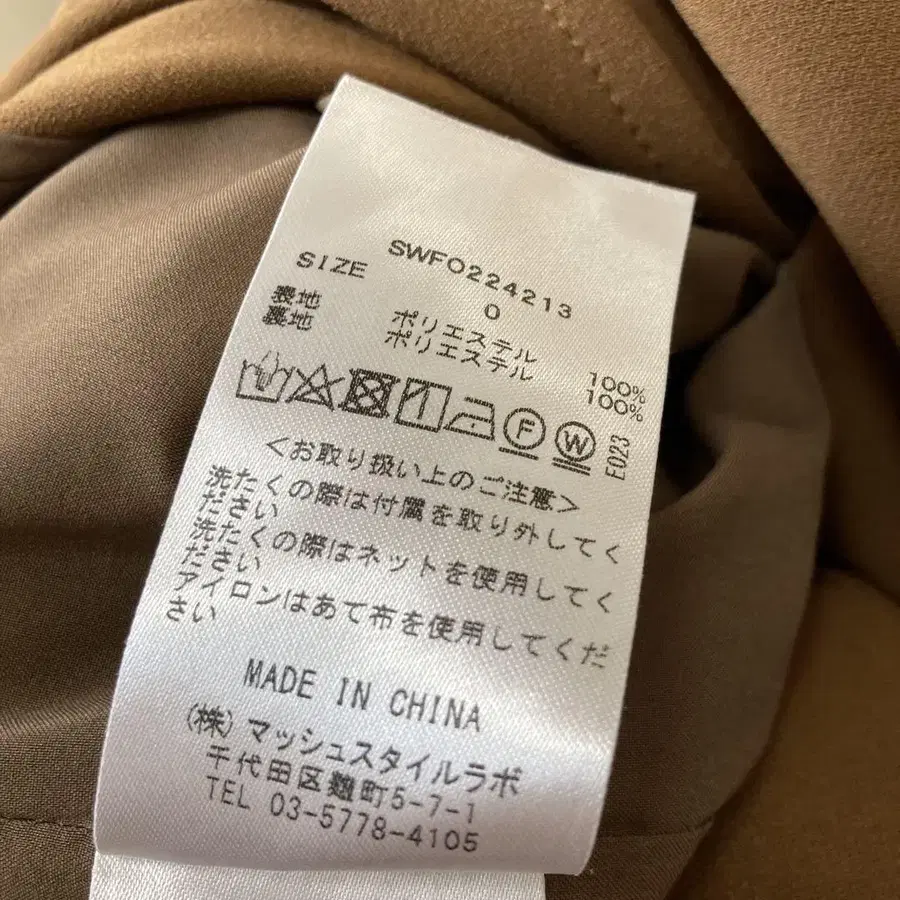 SWFO224213
SIZE 0
表地 ポリエステル 100%
裏地 ポリエステル 100%
F W E023
<お取り扱い上のご注意>
洗たくの際は付属を取り外してく
ださい
洗たくの際はネットを使用してく
ださい
アイロンはあて布を使用してくだ
さい
MADE IN CHINA
(株)マッシュスタイルラボ
千代田区麹町5-7-1
TEL 03-5778-4105